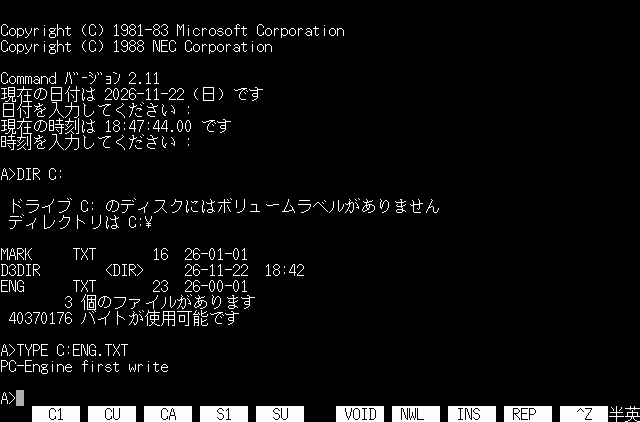 Copyright (C) 1981-83 Microsoft Corporation
Copyright (C) 1988 NEC Corporation
Command ﾊﾞｰｼﾞｮﾝ 2.11
現在の日付は 2026-11-22（日）です
日付を入力してください :
現在の時刻は 18:47:44.00 です
時刻を入力してください :
A>DIR C:
ドライブ C: のディスクにはボリュームラベルがありません
ディレクトリは C:¥
MARK     TXT       16  26-01-01
D3DIR        <DIR>     26-11-22  18:42
ENG      TXT       23  26-00-01
3 個のファイルがあります
40370176 バイトが使用可能です
A>TYPE C:ENG.TXT
PC-Engine first write
A>
C1 CU CA S1 SU VOID NWL INS REP ^Z 半英